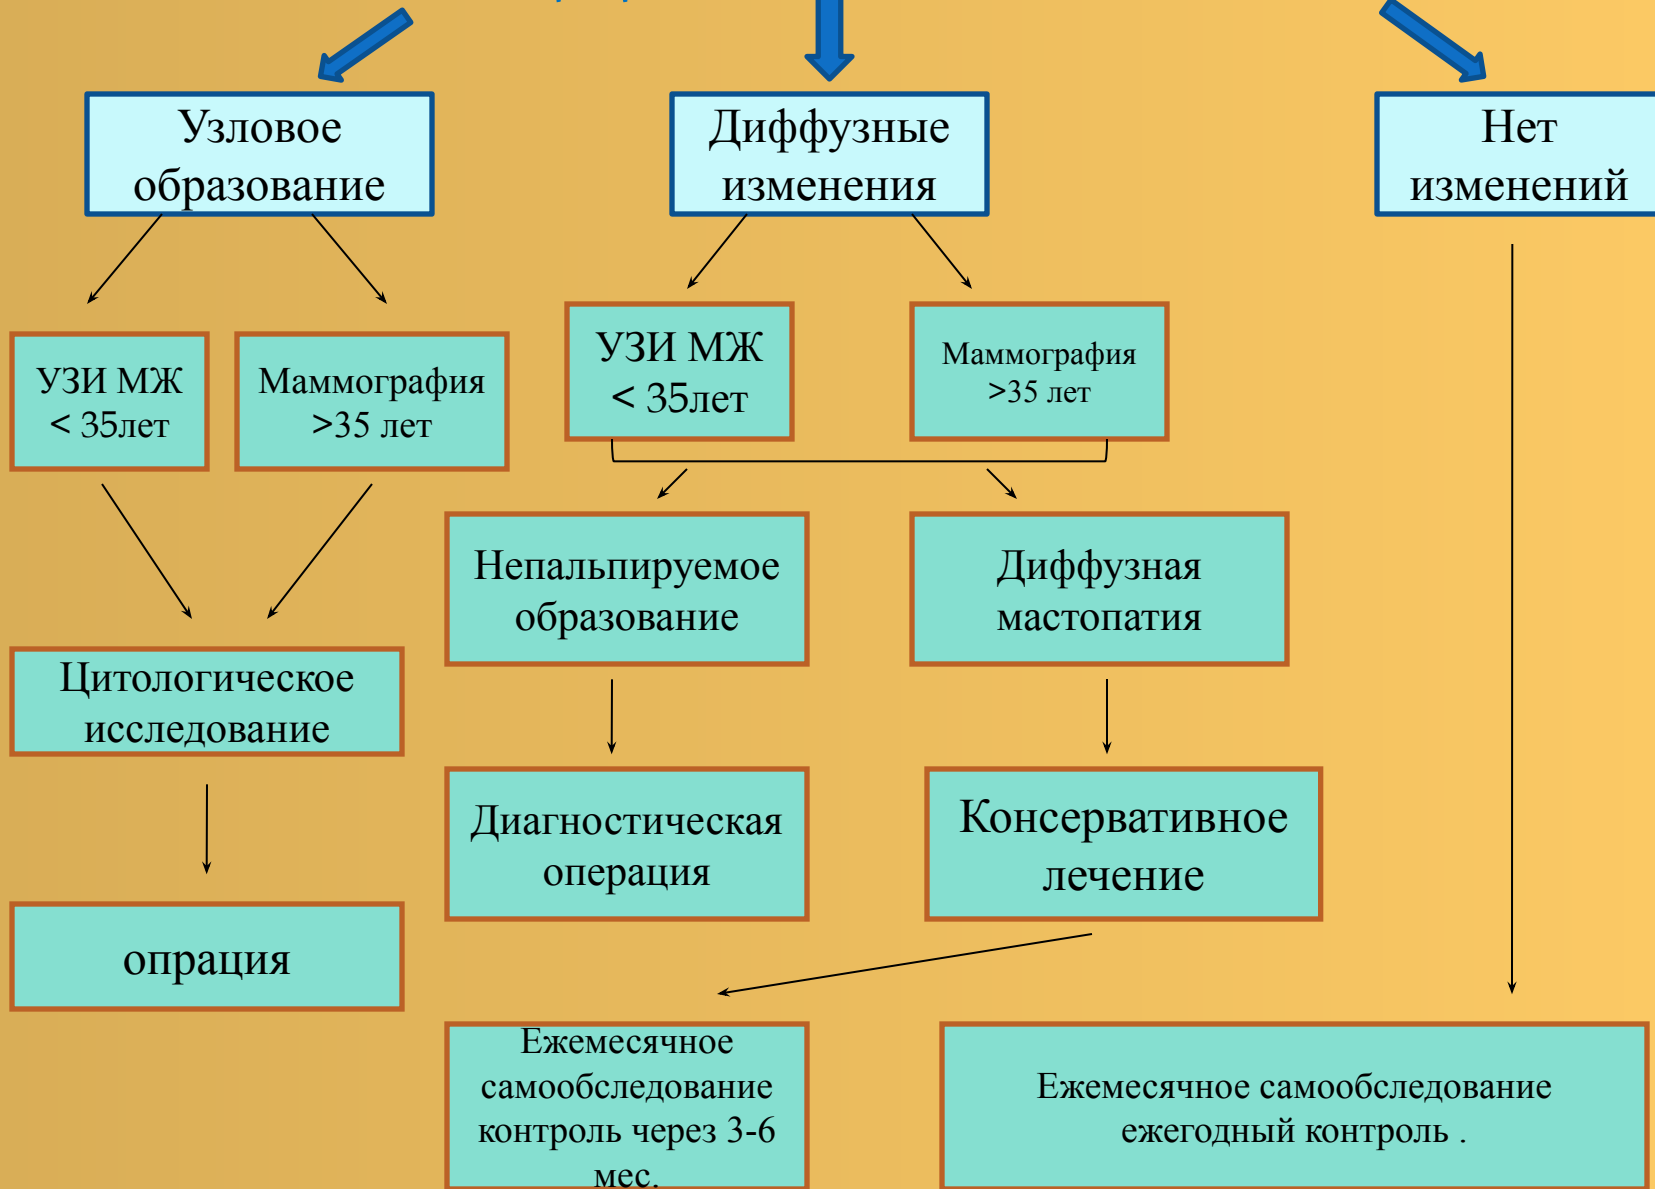 Узловое
образование
Диффузные
изменения
Нет
изменений
УЗИ МЖ
< 35лет
Маммография
>35 лет
УЗИ МЖ
< 35лет
Маммография
>35 лет
Непальпируемое
образование
Диффузная
мастопатия
Цитологическое
исследование
Диагностическая
операция
Консервативное
лечение
опрация
Ежемесячное
самообследование
контроль через 3-6
мес.
Ежемесячное самообследование
ежегодный контроль .